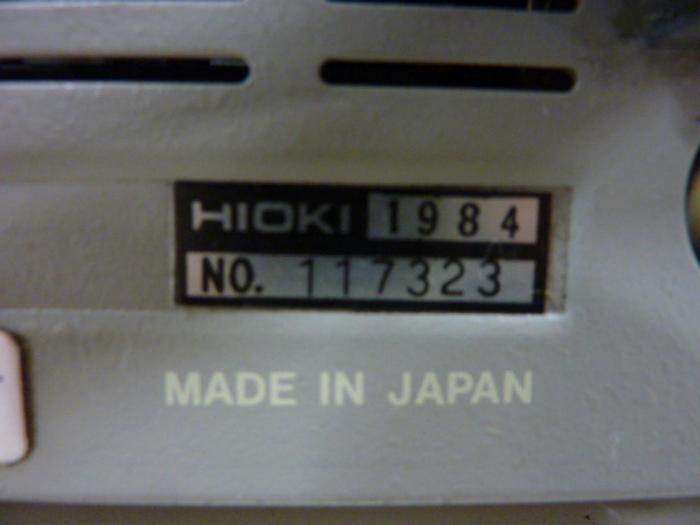 HIOKI 1984
NO. 117323
MADE IN JAPAN